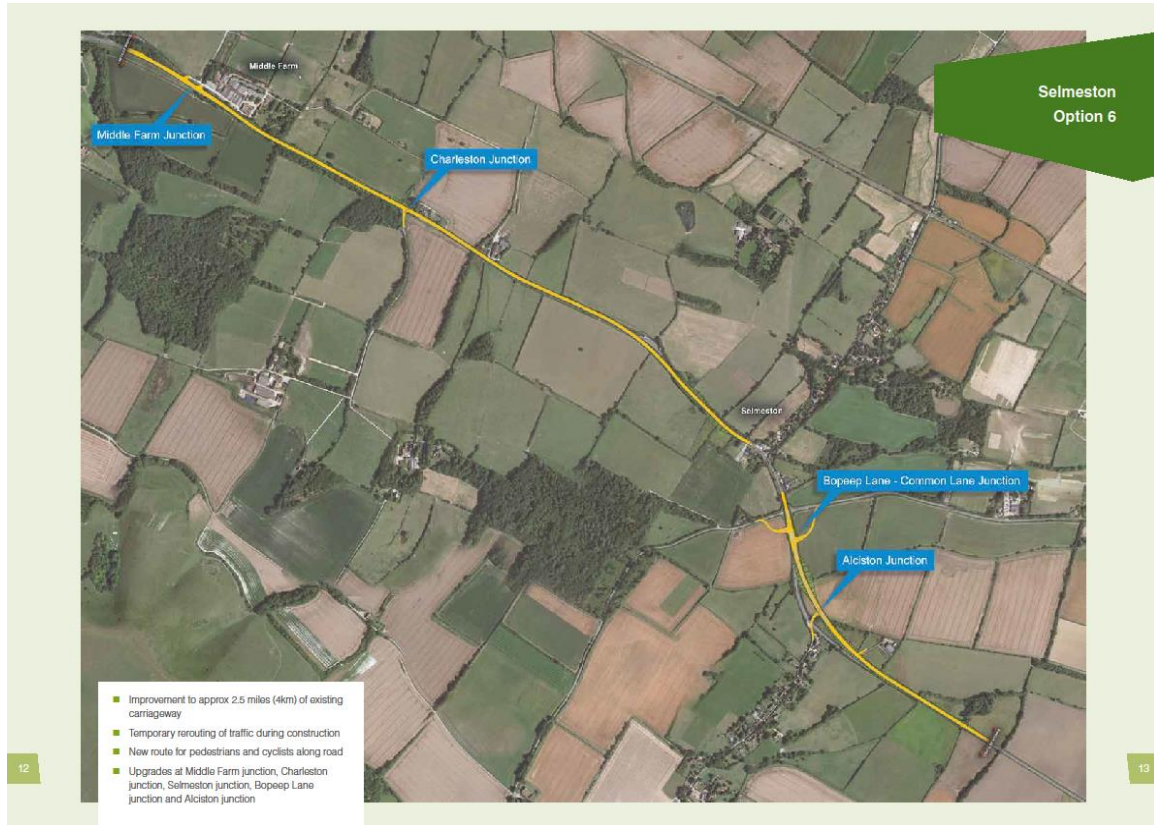 Selmeston
Option 6
Middle Farm
Middle Farm Junction
Charleston Junction
Selmeston
Bopeep Lane - Common Lane Junction
Alciston Junction
Improvement to approx 2.5 miles (4km) of existing
carriageway
Temporary rerouting of traffic during construction
New route for pedestrians and cyclists along road
Upgrades at Middle Farm junction, Charleston
junction, Selmeston junction, Bopeep Lane
junction and Alciston junction
12
13